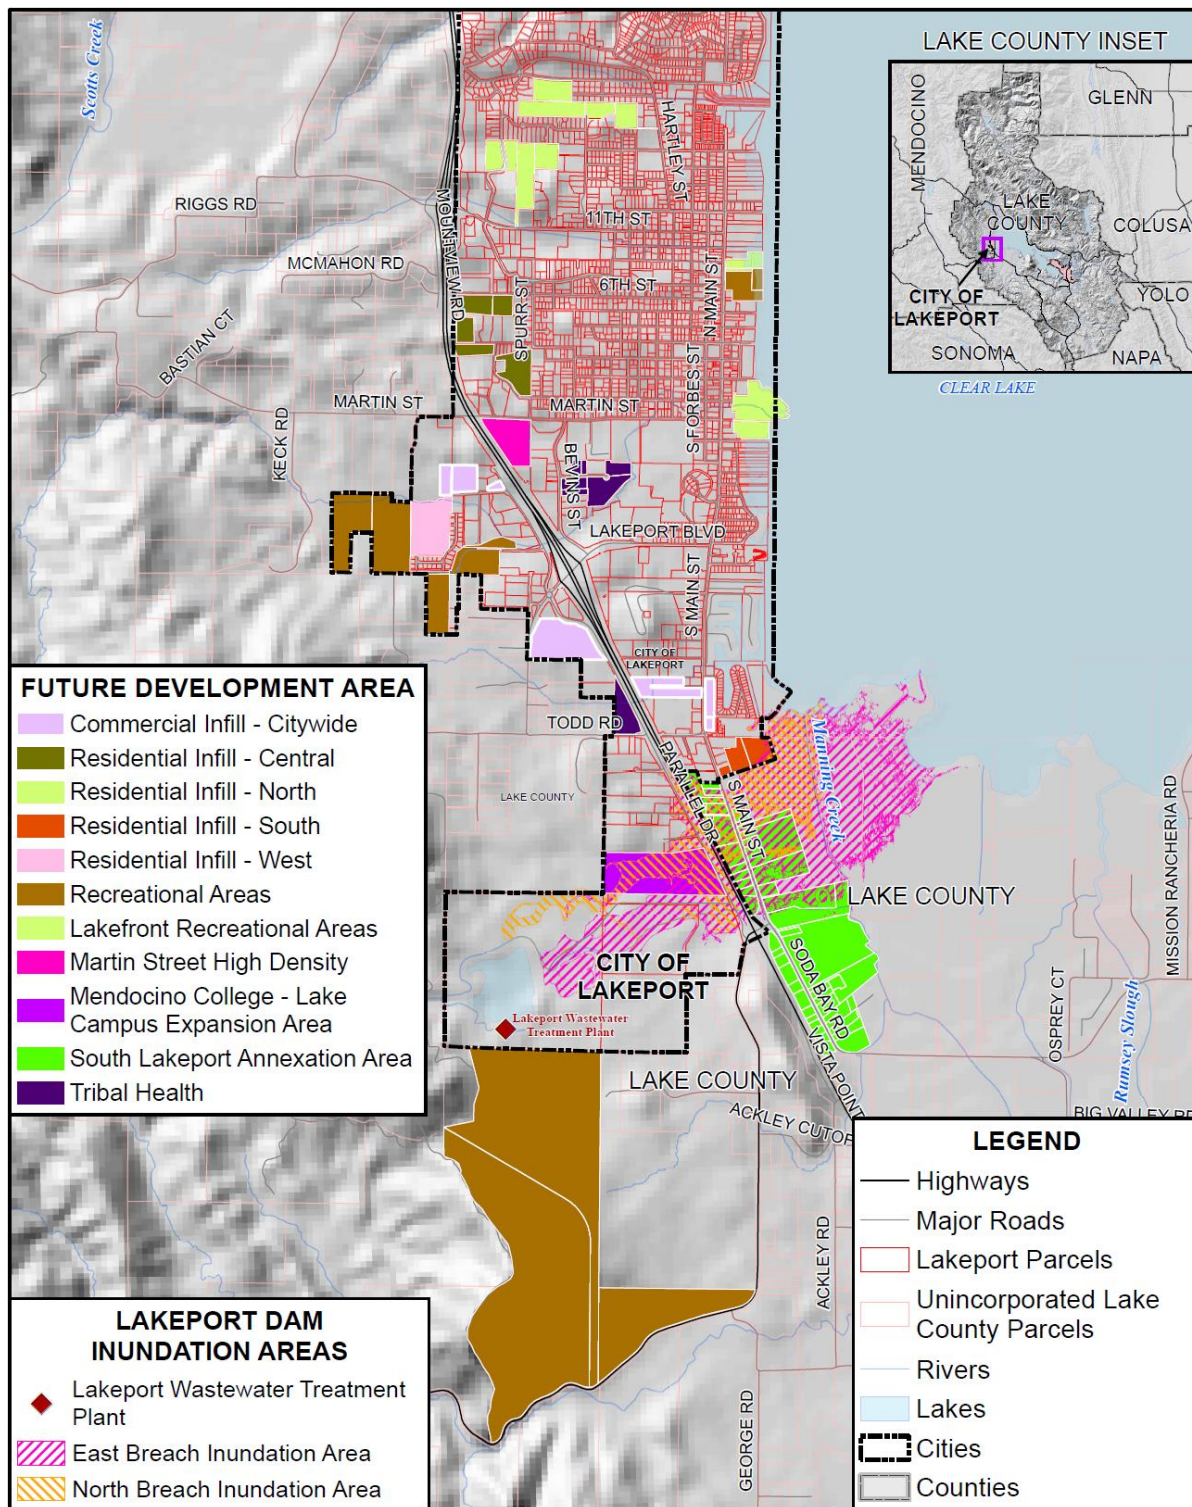 LAKE COUNTY INSET
MENDOCINO
GLENN
LAKE
COUNTY
COLUSA
CITY OF
LAKEPORT
YOLO
SONOMA
NAPA
CLEAR LAKE
Scotts Creek
HARTLEY ST
RIGGS RD
MOUNTVIEW RD
11TH ST
MCMAHON RD
6TH ST
N MAIN ST
SPURR ST
BASTIAN CT
S FORBES ST
MARTIN ST
MARTIN ST
KECK RD
BEVINS ST
LAKEPORT BLVD
S MAIN ST
CITY OF
LAKEPORT
TODD RD
PARALLEL DR
S MAIN ST
Manning Creek
LAKE COUNTY
LAKE COUNTY
MISSION RANCHERIA RD
SODA BAY RD
CITY OF
LAKEPORT
Lakeport Wastewater
Treatment Plant
OSPREY CT
Rumsey Slough
VISTA POINT
LAKE COUNTY
BIG VALLEY RD
ACKLEY CUTOF
ACKLEY RD
GEORGE RD
FUTURE DEVELOPMENT AREA
Commercial Infill - Citywide
Residential Infill - Central
Residential Infill - North
Residential Infill - South
Residential Infill - West
Recreational Areas
Lakefront Recreational Areas
Martin Street High Density
Mendocino College - Lake
Campus Expansion Area
South Lakeport Annexation Area
Tribal Health
LAKEPORT DAM
INUNDATION AREAS
Lakeport Wastewater Treatment
Plant
East Breach Inundation Area
North Breach Inundation Area
LEGEND
Highways
Major Roads
Lakeport Parcels
Unincorporated Lake
County Parcels
Rivers
Lakes
Cities
Counties